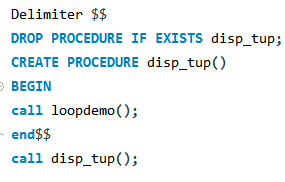 Delimiter $$
DROP PROCEDURE IF EXISTS disp_tup;
CREATE PROCEDURE disp_tup()
BEGIN
call loopdemo();
end$$
call disp_tup();